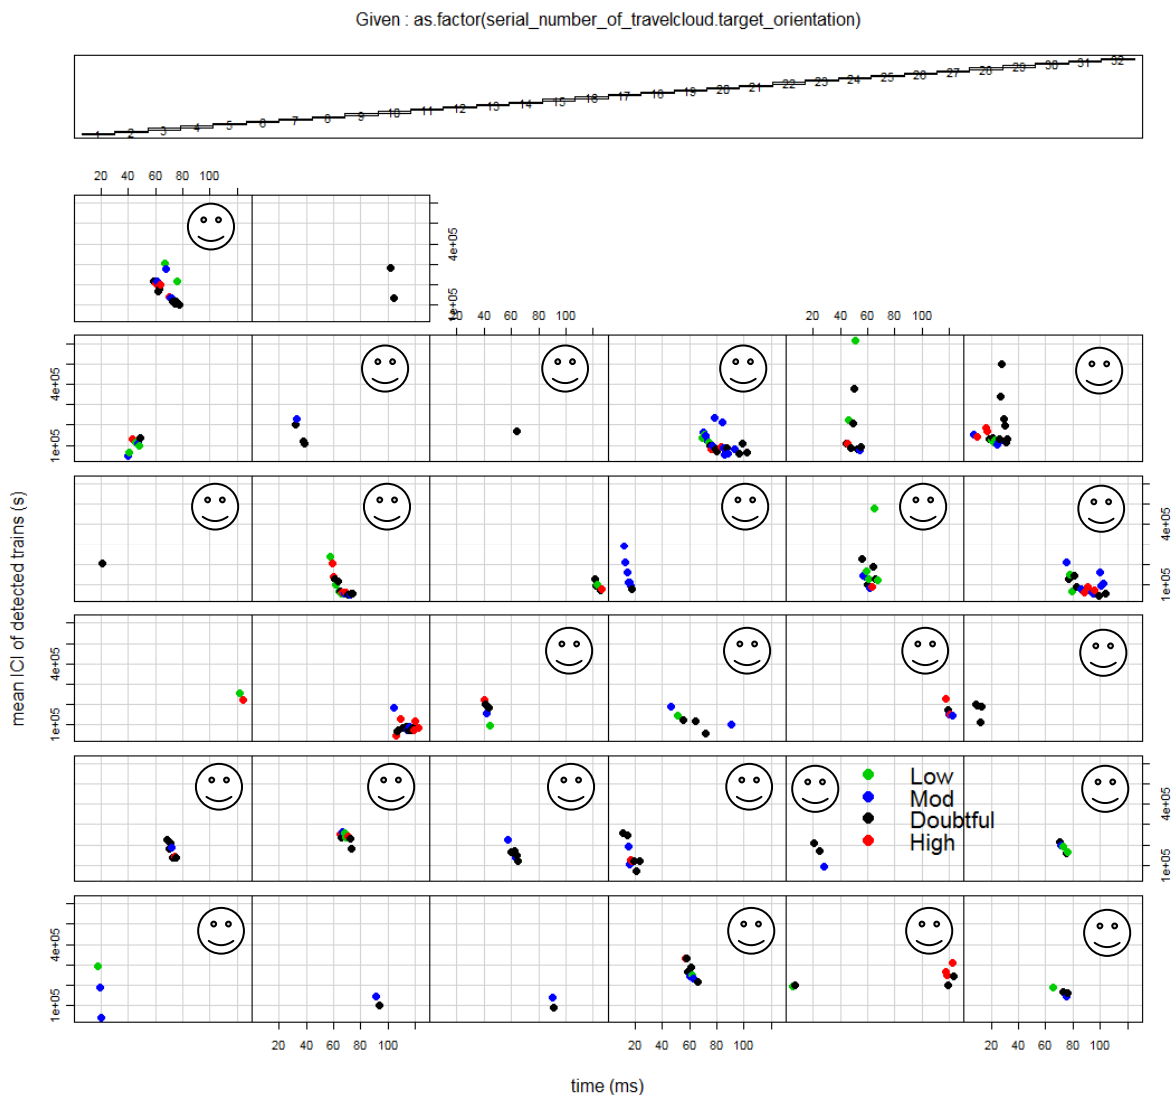 Given : as.factor(serial_number_of_travelcloud.target_orientation)
1 2 3 4 5 6 7 8 9 10 11 12 13 14 15 16 17 18 19 20 21 22 23 24 25 26 27 28 29 30 31 32
20 40 60 80 100
4e+05
1e+05
20 40 60 80 100
20 40 60 80 100
4e+05
1e+05
4e+05
1e+05
4e+05
1e+05
mean ICI of detected trains (s)
Low
Mod
Doubtful
High
4e+05
1e+05
4e+05
1e+05
20 40 60 80 100
20 40 60 80 100
20 40 60 80 100
time (ms)